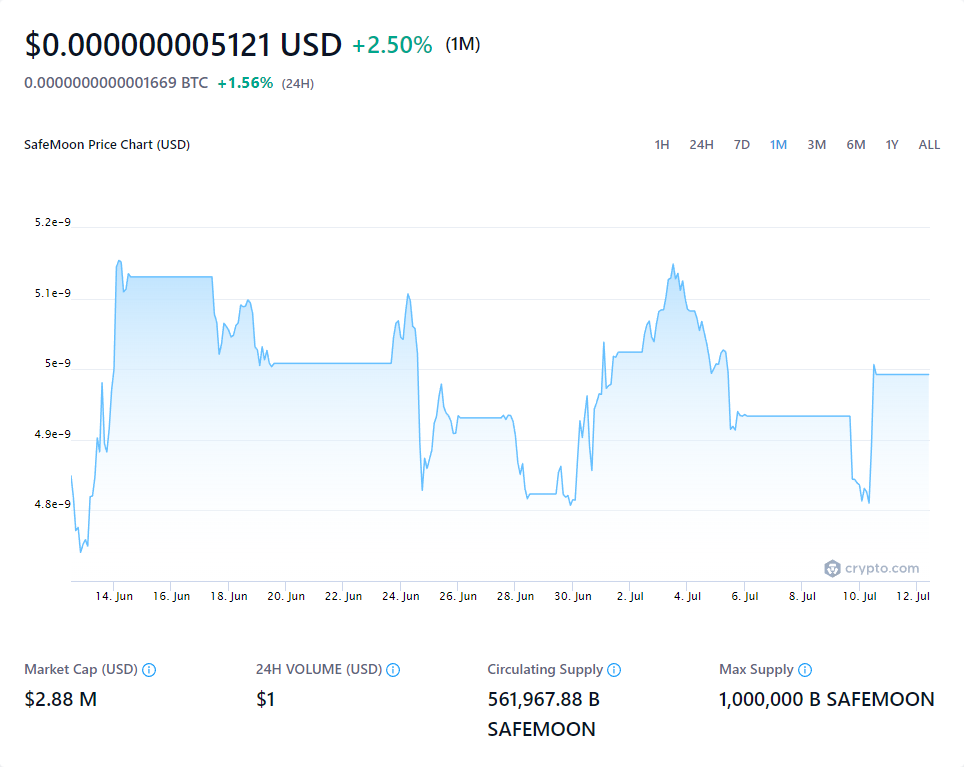 $0.000000005121 USD +2.50% (1M)
0.0000000000001669 BTC +1.56% (24H)
SafeMoon Price Chart (USD) 1H 24H 7D 1M 3M 6M 1Y ALL
5.2e-9
5.1e-9
5e-9
4.9e-9
4.8e-9
crypto.com
14. Jun 16. Jun 18. Jun 20. Jun 22. Jun 24. Jun 26. Jun 28. Jun 30. Jun 2. Jul 4. Jul 6. Jul 8. Jul 10. Jul 12. Jul
Market Cap (USD) 24H VOLUME (USD) Circulating Supply Max Supply
$2.88 M $1 561,967.88 B 1,000,000 B SAFEMOON
SAFEMOON